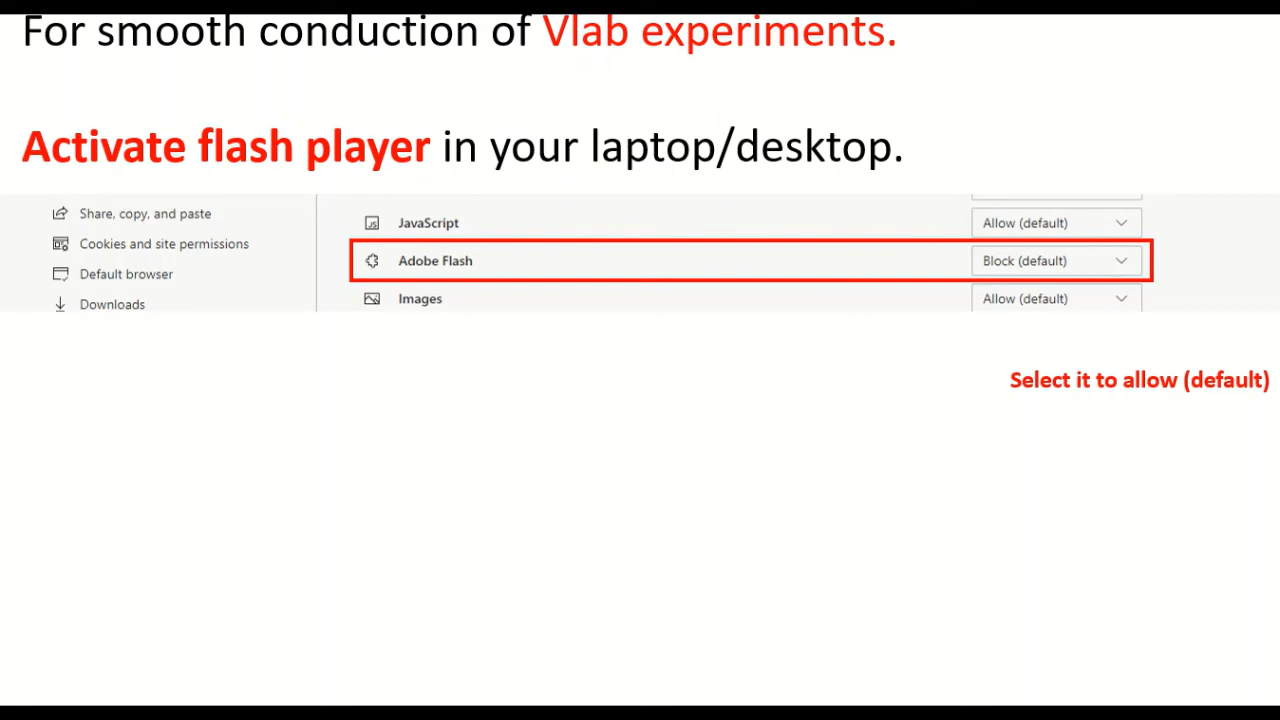 For smooth conduction of Vlab experiments.
Activate flash player in your laptop/desktop.
Share, copy, and paste
JavaScript Allow (default)
Cookies and site permissions
Adobe Flash Block (default)
Default browser
Images Allow (default)
Downloads
Select it to allow (default)